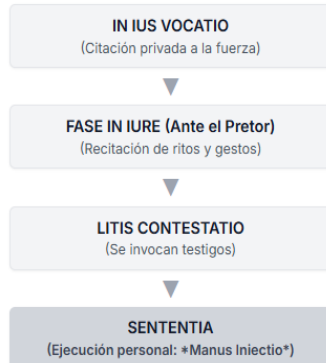 IN IUS VOCATIO
(Citación privada a la fuerza)
FASE IN IURE (Ante el Pretor)
(Recitación de ritos y gestos)
LITIS CONTESTATIO
(Se invocan testigos)
SENTENTIA
(Ejecución personal: *Manus Iniectio*)